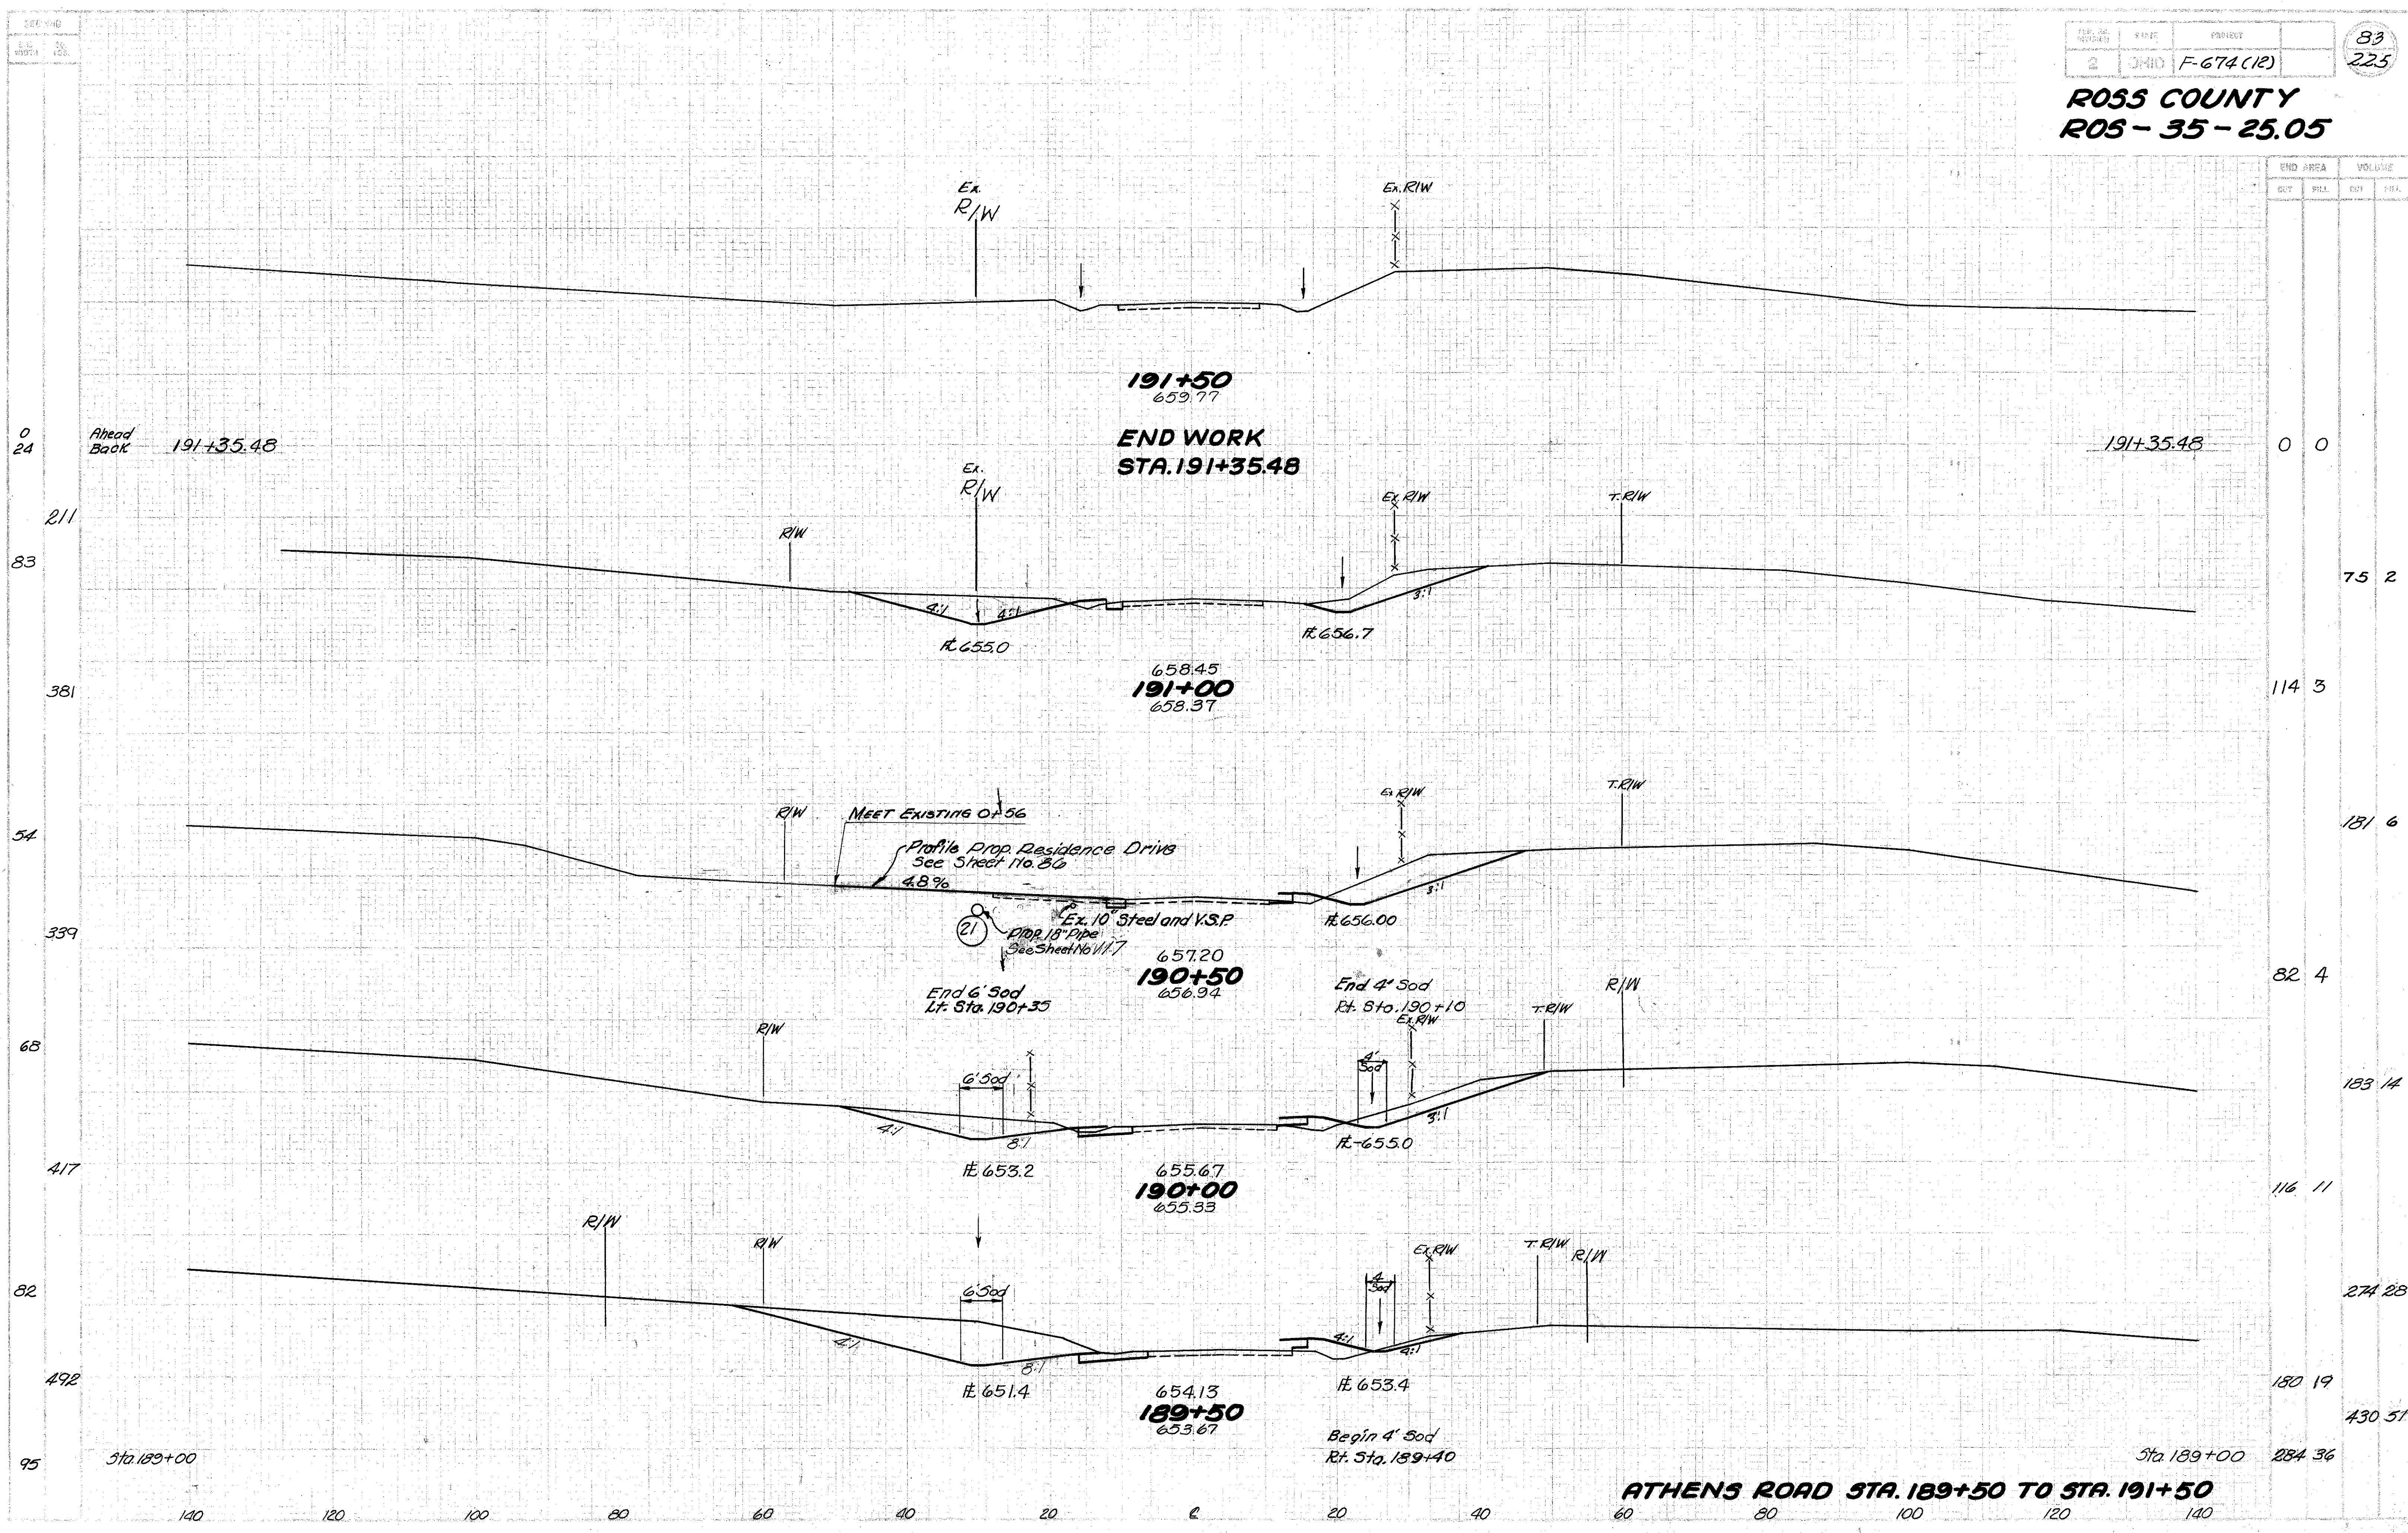 SEEDING
END AREA VOLUME
CUT FILL CUT FILL
STATE PROJECT
2 OHIO F-674(12)
83
225
ROSS COUNTY
ROS-35-25.05
Ex.
R/W
Ex. R/W
191+50
659.77
0
24
Ahead
Back
191+35.48
END WORK
STA. 191+35.48
191+35.48
0 0
Ex.
R/W
Ex. R/W
T. R/W
211
R/W
83
75 2
4:1
4:1
3:1
℄ 655.0
℄ 656.7
658.45
191+00
658.37
381
114 3
R/W
MEET EXISTING 0+56
Ex R/W
T. R/W
54
181 6
Profile Prop. Residence Drive
See Sheet No. 86
4.8%
3:1
21
Ex. 10" Steel and V.S.P.
Prop. 18" Pipe
See Sheet No. 117
℄ 656.00
339
657.20
190+50
656.94
82 4
End 6' Sod
Lt. Sta. 190+35
End 4' Sod
Rt. Sta. 190+10
R/W
68
R/W
Ex. R/W
T. R/W
6' Sod
4'
Sod
183 14
4:1
8:1
3:1
℄ 653.2
℄ 655.0
417
655.67
190+00
655.33
116 11
R/W
R/W
Ex. R/W
T. R/W
R/W
82
6' Sod
4'
Sod
274 28
4:1
8:1
4:1
4:1
℄ 651.4
℄ 653.4
492
654.13
189+50
653.67
180 19
430 51
Begin 4' Sod
Rt. Sta. 189+40
95
Sta. 189+00
Sta. 189+00
284 36
ATHENS ROAD STA. 189+50 TO STA. 191+50
140 120 100 80 60 40 20 ℄ 20 40 60 80 100 120 140